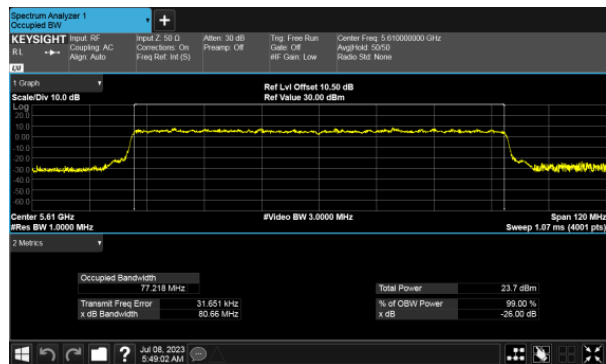 Spectrum Analyzer 1
Occupied BW
+
KEYSIGHT Input: RF Input Z: 50 Ω Atten: 30 dB Trig: Free Run Center Freq: 5.610000000 GHz
RL Coupling: AC Corrections: On Preamp: Off Gate: Off Avg|Hold: 50/50
Align: Auto Freq Ref: Int (S) #IF Gain: Low Radio Std: None
LXI
1 Graph Ref Lvl Offset 10.50 dB
Scale/Div 10.0 dB Ref Value 30.00 dBm
Log
20.0
10.0
0.00
-10.0
-20.0
-30.0
-40.0
-50.0
-60.0
Center 5.61 GHz #Video BW 3.0000 MHz Span 120 MHz
#Res BW 1.0000 MHz Sweep 1.07 ms (4001 pts)
2 Metrics
Occupied Bandwidth
77.218 MHz Total Power 23.7 dBm
Transmit Freq Error 31.651 kHz % of OBW Power 99.00 %
x dB Bandwidth 80.66 MHz x dB -26.00 dB
? Jul 08, 2023
5:49:02 AM